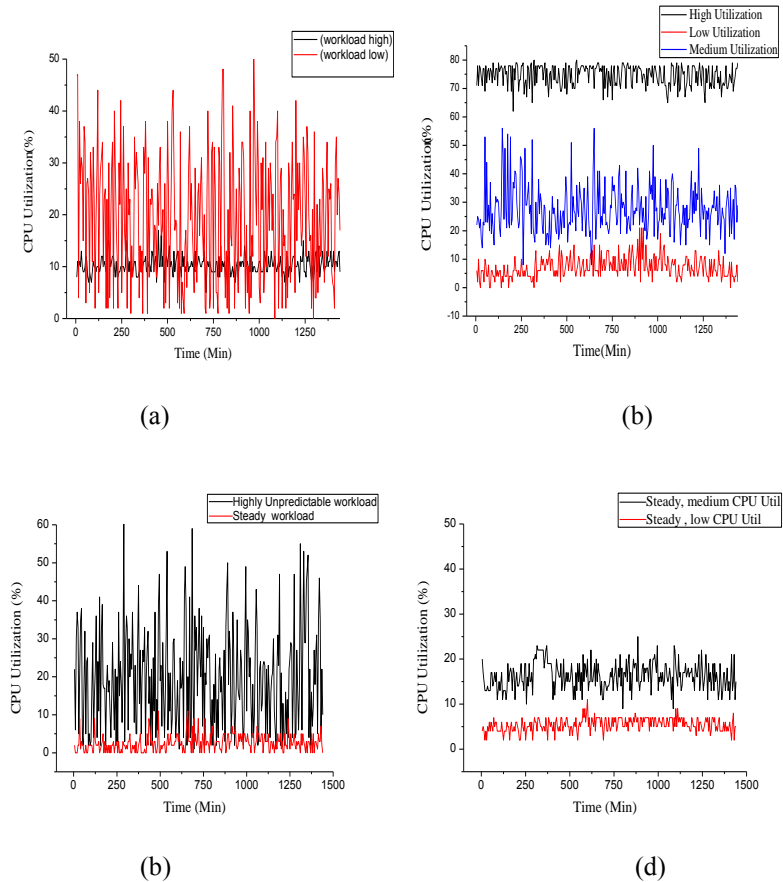 (workload high)
(workload low)
50
40
30
20
10
0
CPU Utilization(%)
0 250 500 750 1000 1250
Time (Min)
(a)
High Utilization
Low Utilization
Medium Utilization
80
70
60
50
40
30
20
10
0
-10
CPU Utilization(%)
0 250 500 750 1000 1250
Time(Min)
(b)
Highly Unpredictable workload
Steady workload
60
50
40
30
20
10
0
CPU Utilization (%)
0 250 500 750 1000 1250 1500
Time (Min)
(b)
Steady, medium CPU Util
Steady , low CPU Util
50
40
30
20
10
0
CPU Utilization (%)
0 250 500 750 1000 1250 1500
Time (Min)
(d)